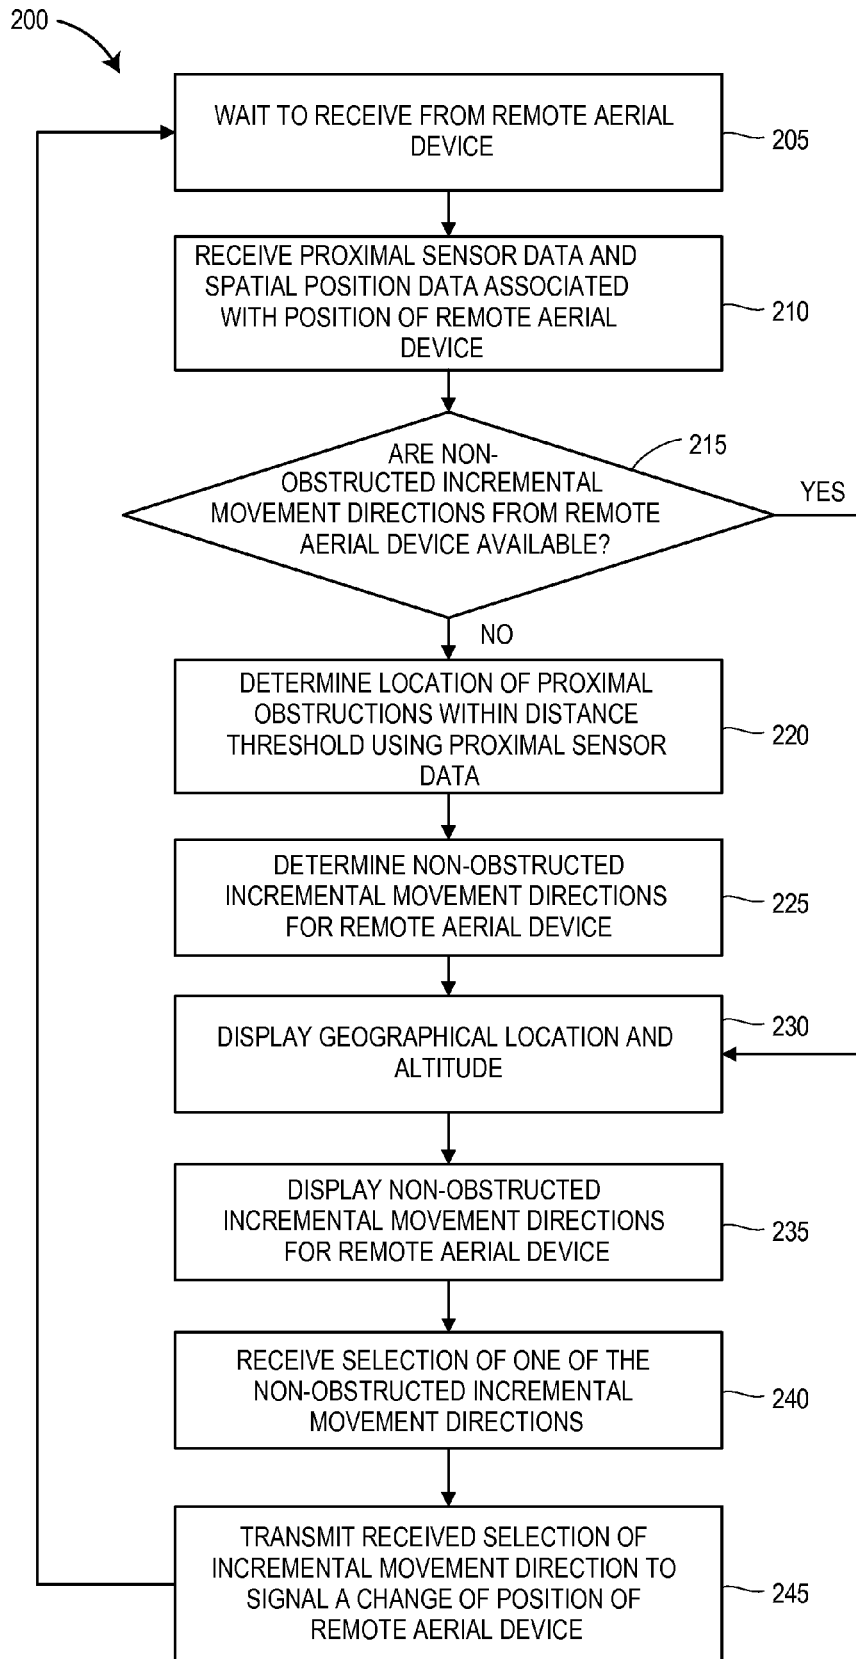 200
WAIT TO RECEIVE FROM REMOTE AERIAL
DEVICE
205
RECEIVE PROXIMAL SENSOR DATA AND
SPATIAL POSITION DATA ASSOCIATED
WITH POSITION OF REMOTE AERIAL
DEVICE
210
ARE NON-
OBSTRUCTED INCREMENTAL
MOVEMENT DIRECTIONS FROM REMOTE
AERIAL DEVICE AVAILABLE?
215
YES
NO
DETERMINE LOCATION OF PROXIMAL
OBSTRUCTIONS WITHIN DISTANCE
THRESHOLD USING PROXIMAL SENSOR
DATA
220
DETERMINE NON-OBSTRUCTED
INCREMENTAL MOVEMENT DIRECTIONS
FOR REMOTE AERIAL DEVICE
225
DISPLAY GEOGRAPHICAL LOCATION AND
ALTITUDE
230
DISPLAY NON-OBSTRUCTED
INCREMENTAL MOVEMENT DIRECTIONS
FOR REMOTE AERIAL DEVICE
235
RECEIVE SELECTION OF ONE OF THE
NON-OBSTRUCTED INCREMENTAL
MOVEMENT DIRECTIONS
240
TRANSMIT RECEIVED SELECTION OF
INCREMENTAL MOVEMENT DIRECTION TO
SIGNAL A CHANGE OF POSITION OF
REMOTE AERIAL DEVICE
245